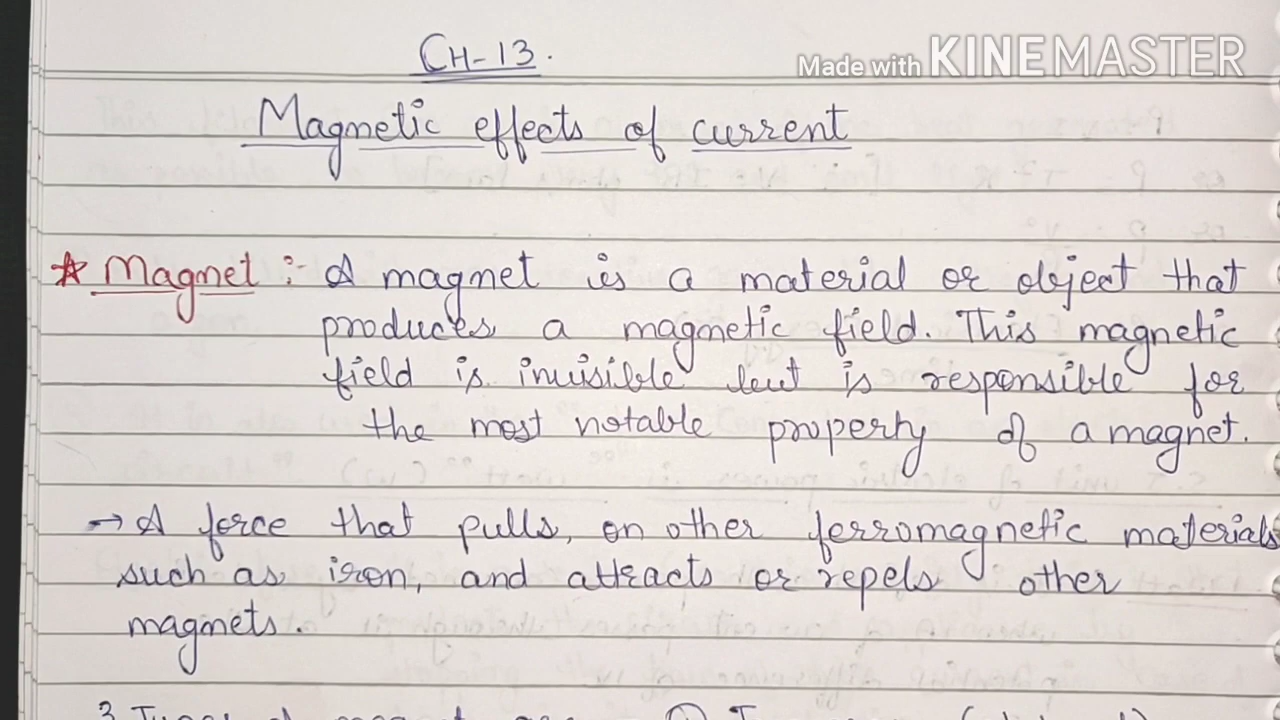 CH-13.
Made with KINEMASTER
Magnetic effects of current
* Magnet :- A magnet is a material or object that
produces a magnetic field. This magnetic
field is invisible but is responsible for
the most notable property of a magnet.
→ A force that pulls, on other ferromagnetic materials
such as iron, and attracts or repels other
magnets.